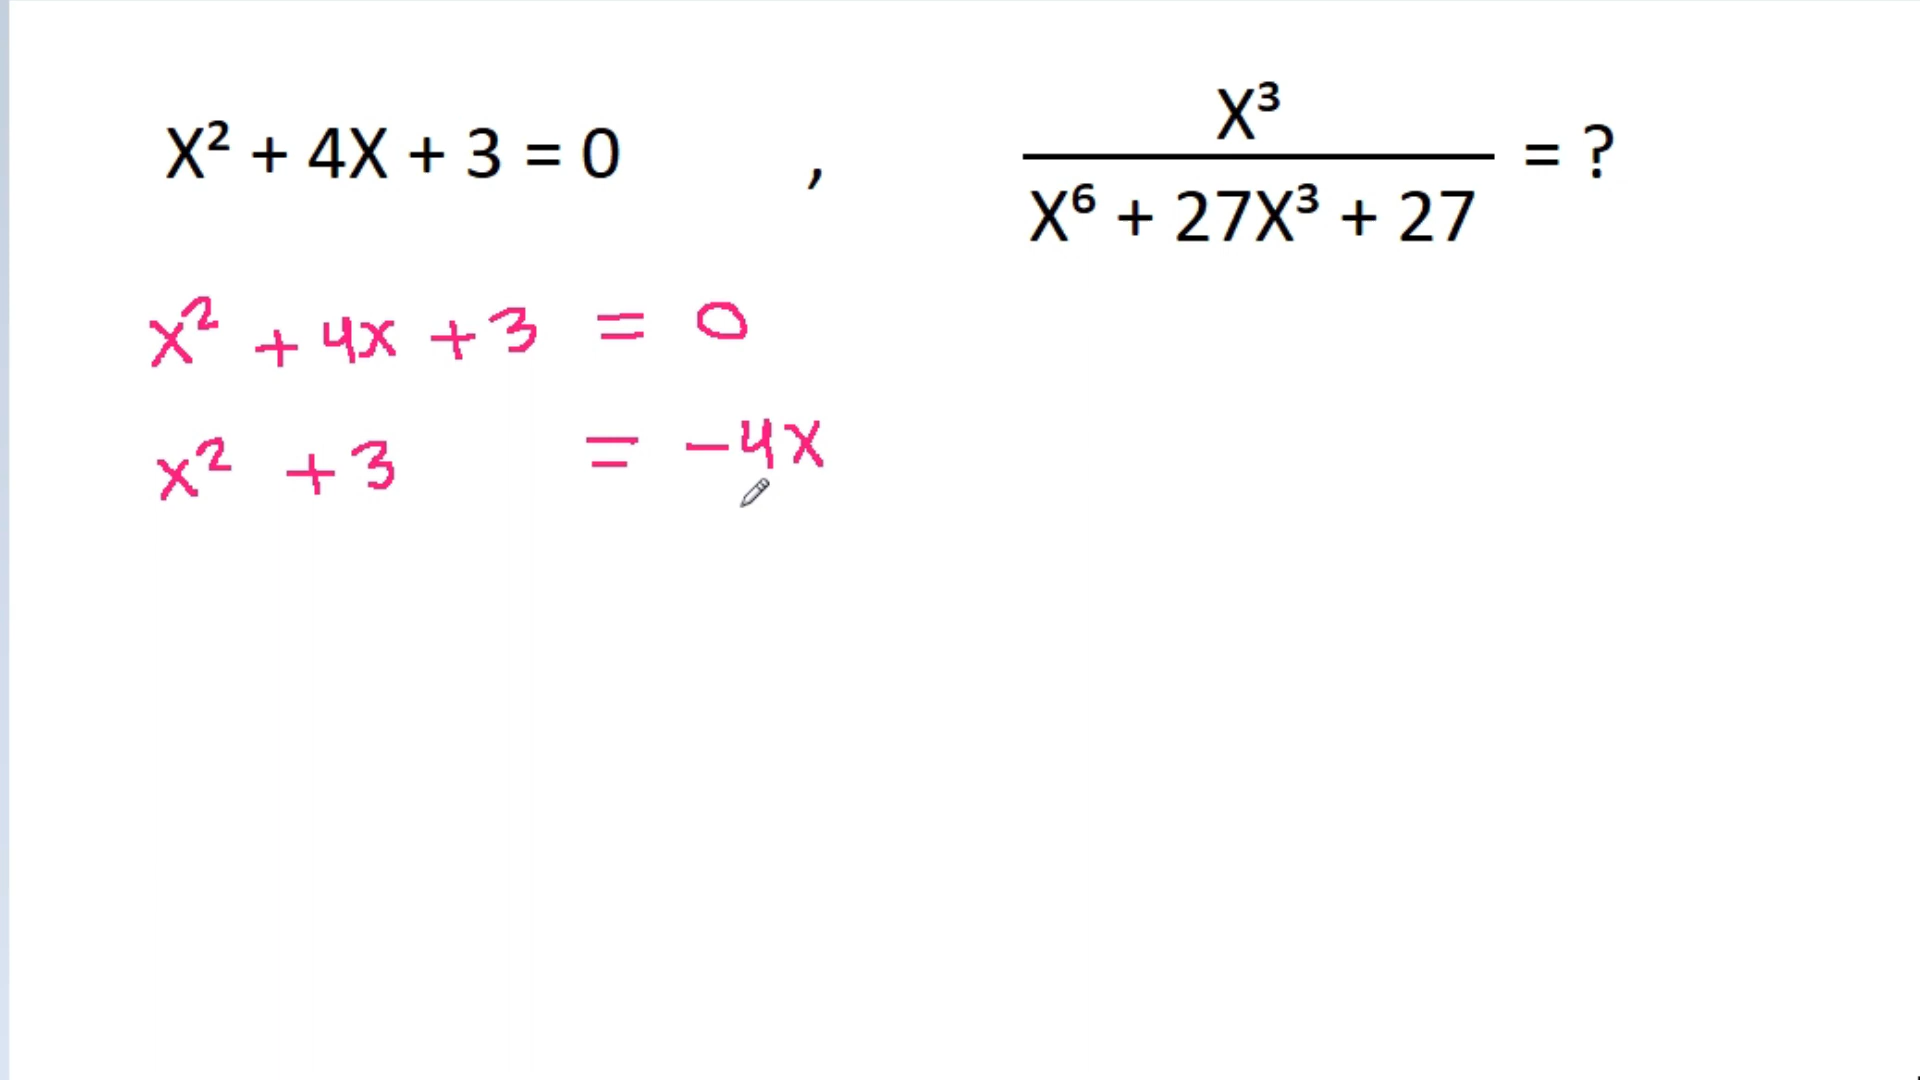 X² + 4X + 3 = 0 , X³ / X⁶ + 27X³ + 27 = ?
x² + 4x + 3 = 0
x² + 3 = -4x